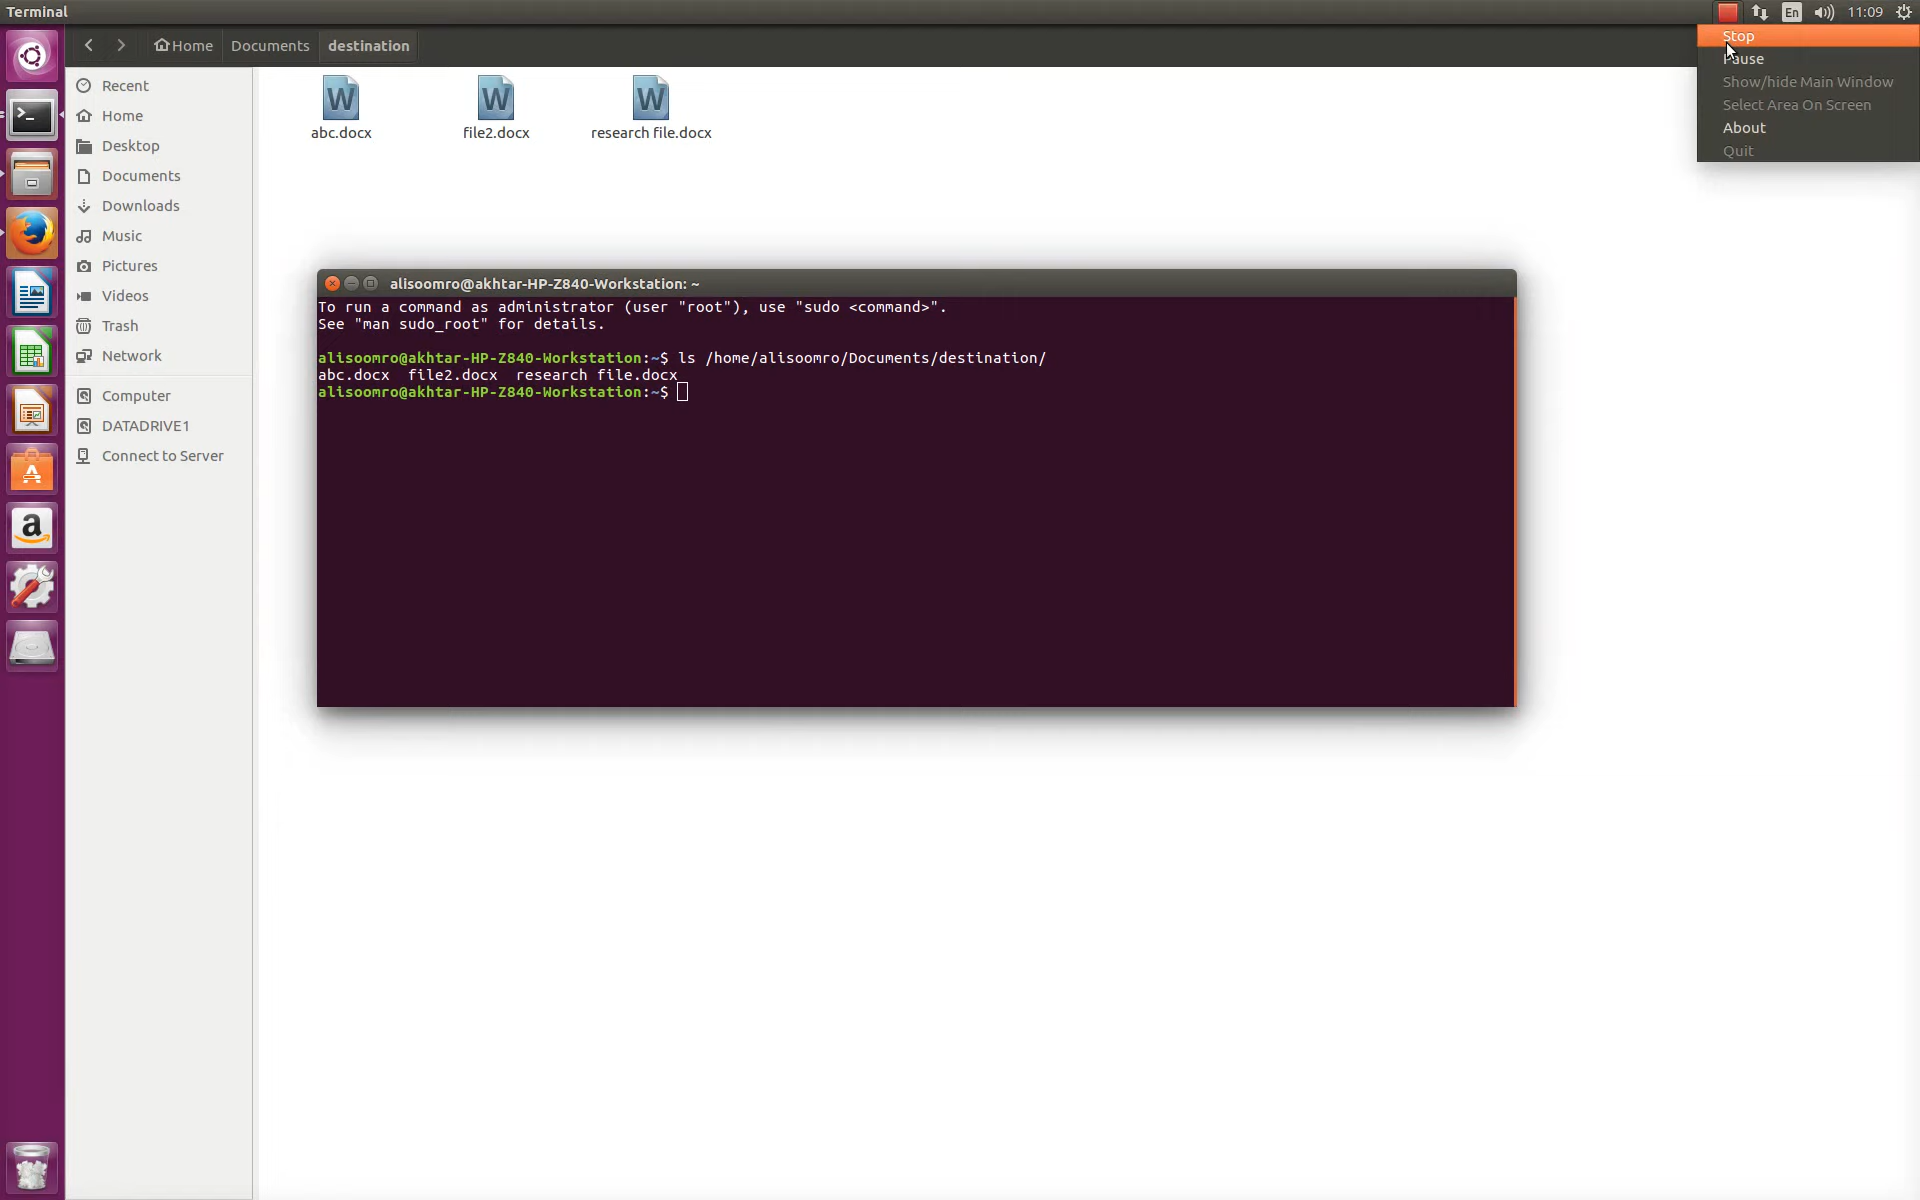 Terminal
En
11:09
Home
Documents
destination
Stop
Pause
Show/hide Main Window
Select Area On Screen
About
Quit
Recent
Home
Desktop
Documents
Downloads
Music
Pictures
Videos
Trash
Network
Computer
DATADRIVE1
Connect to Server
abc.docx
file2.docx
research file.docx
alisoomro@akhtar-HP-Z840-Workstation: ~
To run a command as administrator (user "root"), use "sudo <command>".
See "man sudo_root" for details.
alisoomro@akhtar-HP-Z840-Workstation:~$ ls /home/alisoomro/Documents/destination/
abc.docx  file2.docx  research file.docx
alisoomro@akhtar-HP-Z840-Workstation:~$